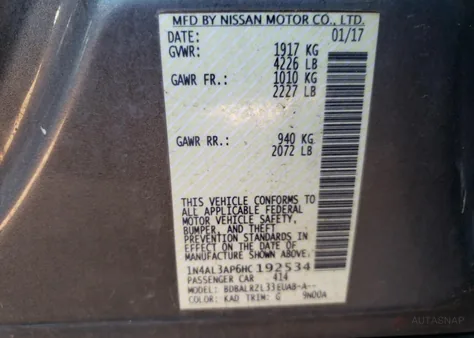 MFD BY NISSAN MOTOR CO., LTD.
DATE: 01/17
GVWR: 1917 KG
4226 LB
GAWR FR.: 1010 KG
2227 LB
GAWR RR.: 940 KG
2072 LB
THIS VEHICLE CONFORMS TO
ALL APPLICABLE FEDERAL
MOTOR VEHICLE SAFETY,
BUMPER, AND THEFT
PREVENTION STANDARDS
IN EFFECT ON THE DATE OF
MANUFACTURE SHOWN ABOVE.
1N4AL3AP6HC192534
PASSENGER CAR 414
BDBALRZL33EUA8-A--
COLOR: KAD TRIM: G 9N00A
AUTASNAP